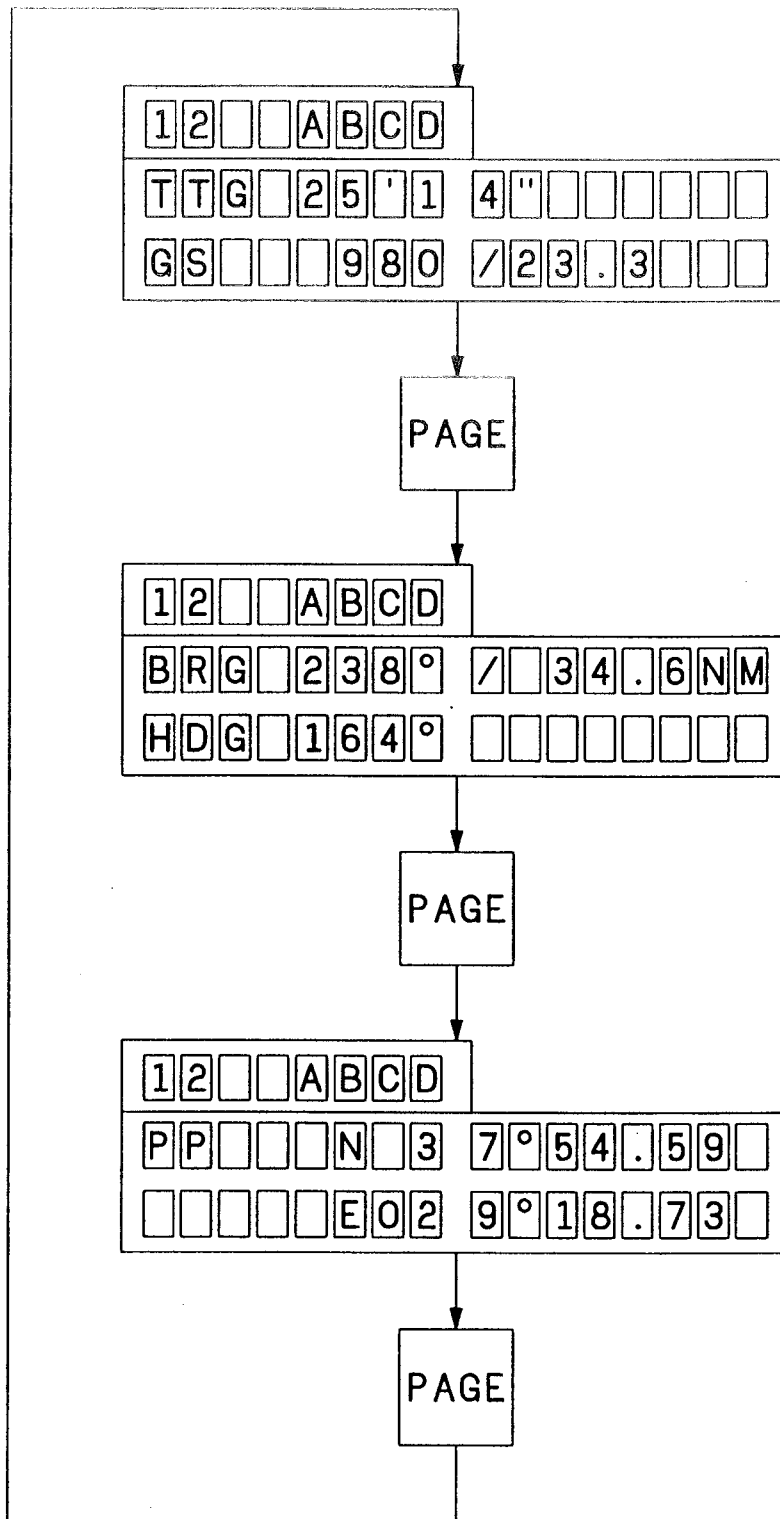 12 ABCD
TTG 25'14"
GS 980/23.3
PAGE
12 ABCD
BRG 238°/ 34.6NM
HDG 164°
PAGE
12 ABCD
PP N 37°54.59
E029°18.73
PAGE